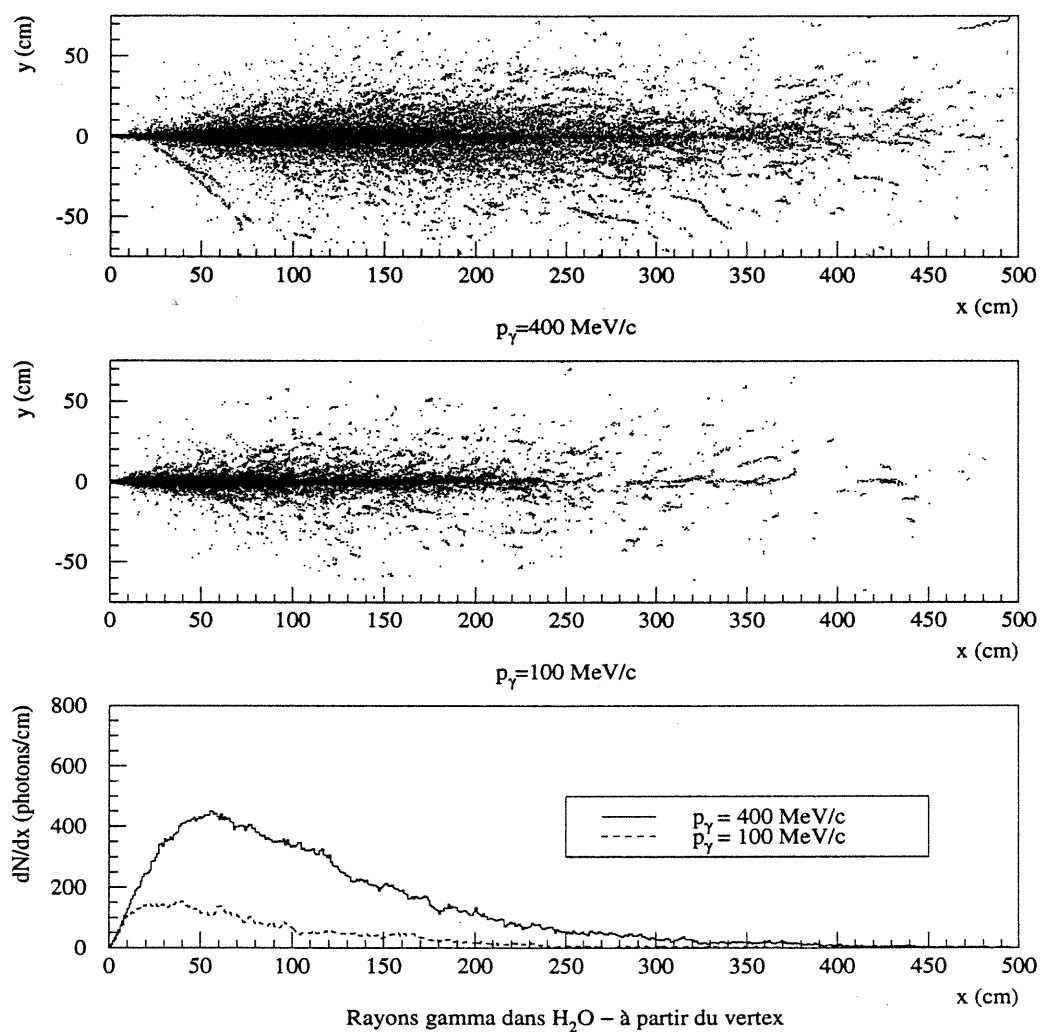 y (cm)
50
0
-50
0 50 100 150 200 250 300 350 400 450 500
x (cm)
pγ=400 MeV/c
y (cm)
50
0
-50
0 50 100 150 200 250 300 350 400 450 500
x (cm)
pγ=100 MeV/c
dN/dx (photons/cm)
800
600
400
200
0
pγ = 400 MeV/c
pγ = 100 MeV/c
0 50 100 150 200 250 300 350 400 450 500
x (cm)
Rayons gamma dans H₂O – à partir du vertex